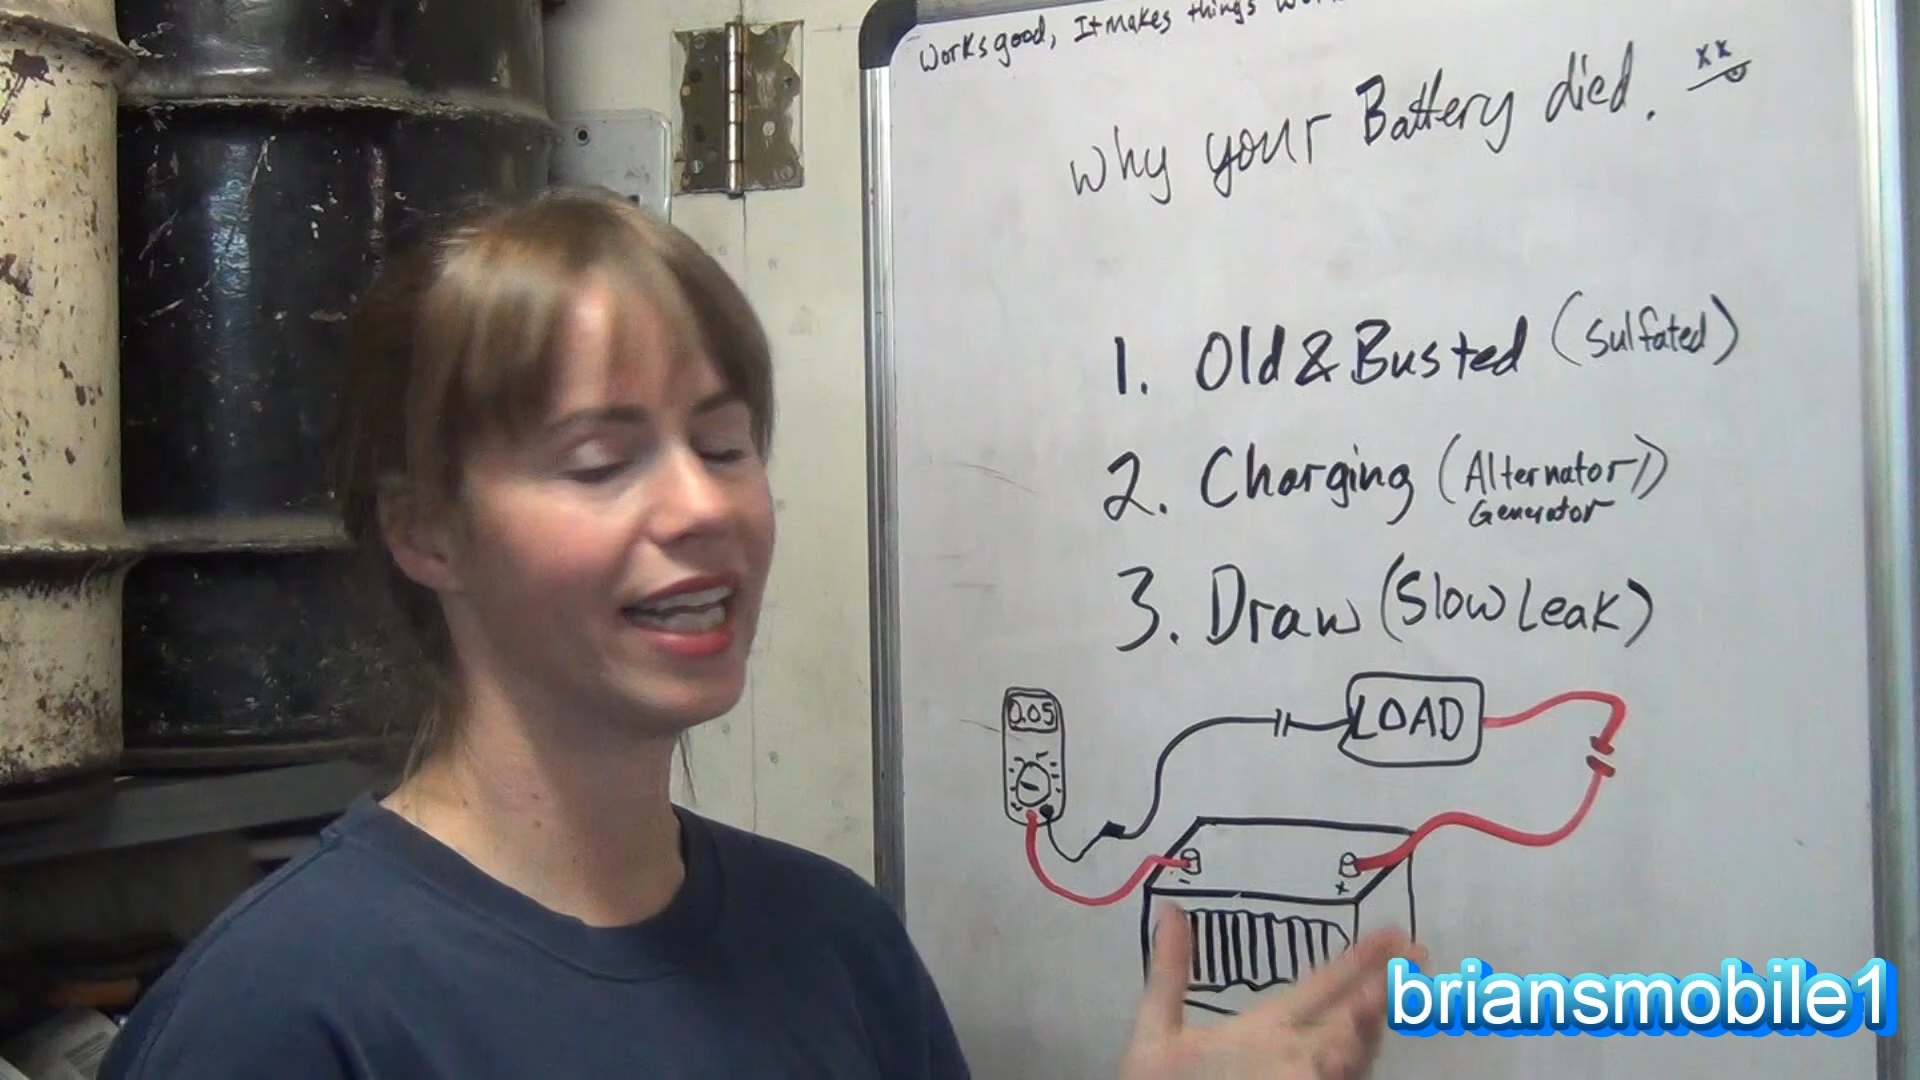 Works good, It makes things
Why your Battery died. xx
1. Old & Busted (Sulfated)
2. Charging (Alternator/)
Generator
3. Draw (Slow Leak)
0.05
LOAD
- +
briansmobile1